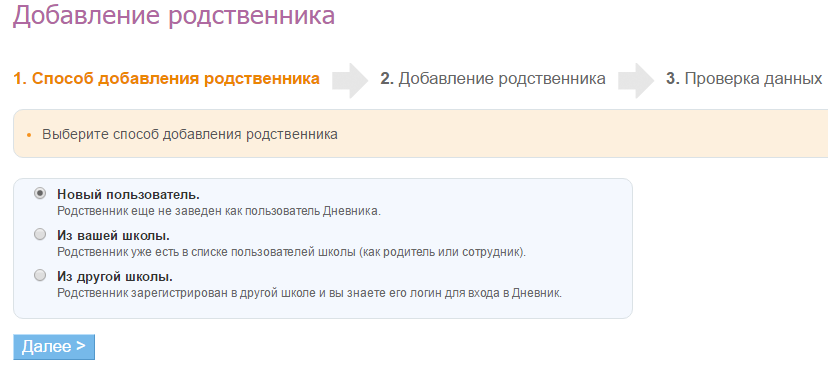 Добавление родственника
1. Способ добавления родственника 2. Добавление родственника 3. Проверка данных
Выберите способ добавления родственника
Новый пользователь.
Родственник еще не заведен как пользователь Дневника.
Из вашей школы.
Родственник уже есть в списке пользователей школы (как родитель или сотрудник).
Из другой школы.
Родственник зарегистрирован в другой школе и вы знаете его логин для входа в Дневник.
Далее >